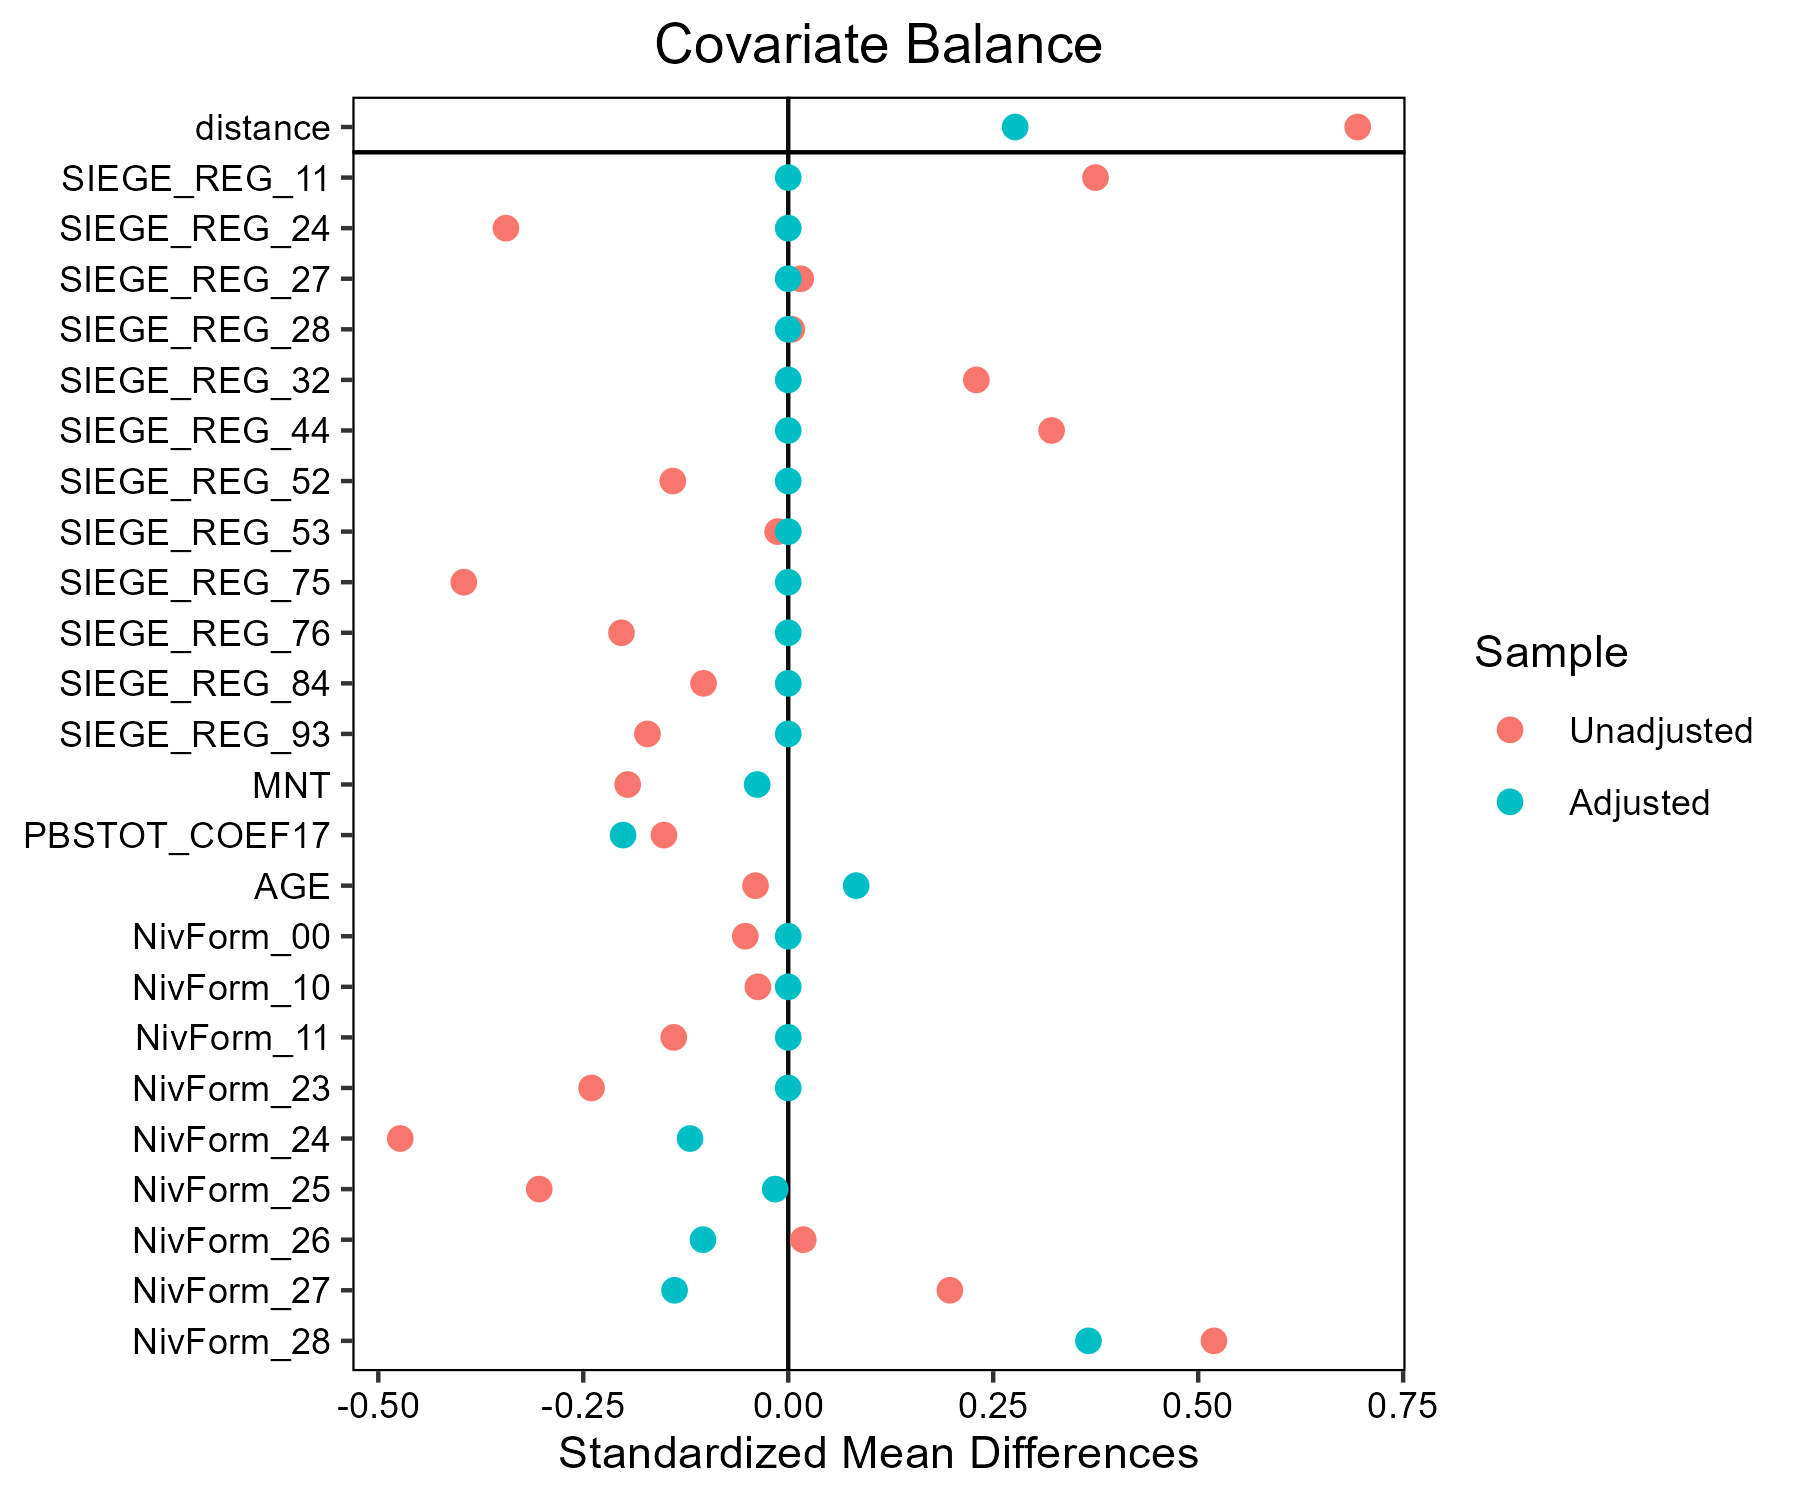 Covariate Balance
distance
SIEGE_REG_11
SIEGE_REG_24
SIEGE_REG_27
SIEGE_REG_28
SIEGE_REG_32
SIEGE_REG_44
SIEGE_REG_52
SIEGE_REG_53
SIEGE_REG_75
SIEGE_REG_76
SIEGE_REG_84
SIEGE_REG_93
MNT
PBSTOT_COEF17
AGE
NivForm_00
NivForm_10
NivForm_11
NivForm_23
NivForm_24
NivForm_25
NivForm_26
NivForm_27
NivForm_28
-0.50 -0.25 0.00 0.25 0.50 0.75
Standardized Mean Differences
Sample
Unadjusted
Adjusted